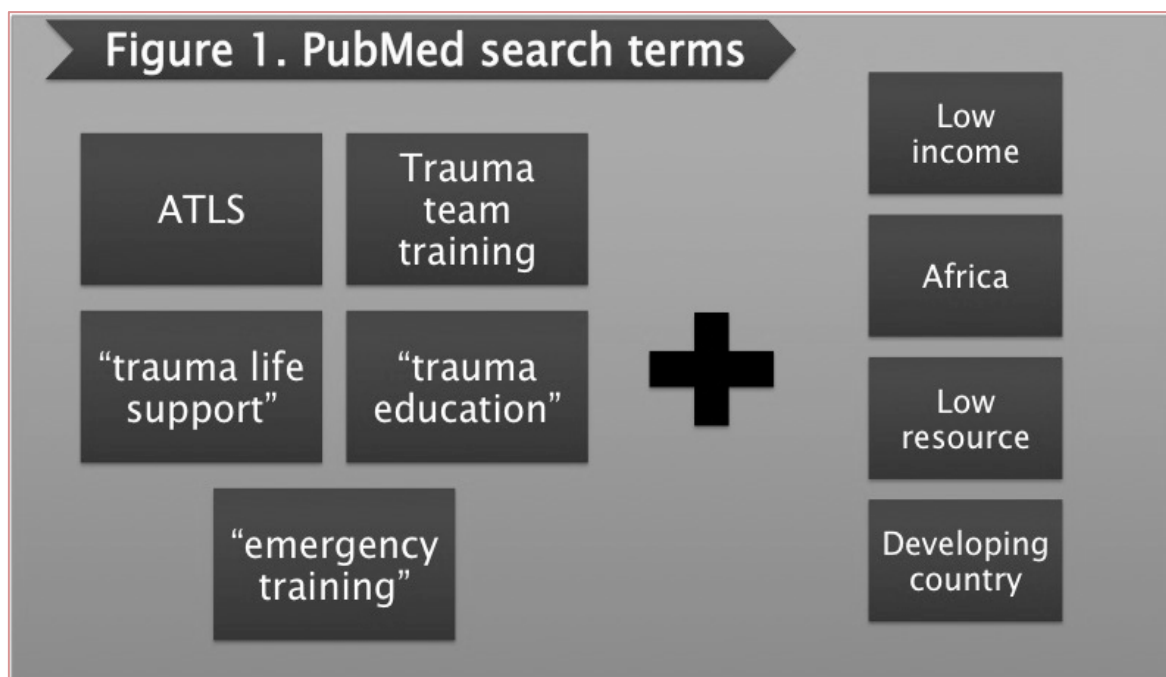 Figure 1. PubMed search terms
ATLS
Trauma
team
training
“trauma life
support”
“trauma
education”
“emergency
training”
Low
income
Africa
Low
resource
Developing
country